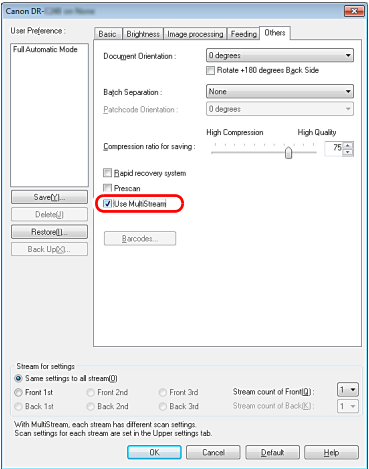 Canon DR- on None
User Preference :
Full Automatic Mode
Save(Y)...
Delete(J)
Restore(I)...
Back Up(X)...
Basic Brightness Image processing Feeding Others
Document Orientation : 0 degrees
Rotate +180 degrees Back Side
Batch Separation : None
Patchcode Orientation : 0 degrees
High Compression High Quality
Compression ratio for saving : 75
Rapid recovery system
Prescan
Use MultiStream
Barcodes...
Stream for settings
Same settings to all stream(O)
Front 1st Front 2nd Front 3rd Stream count of Front(Q) : 1
Back 1st Back 2nd Back 3rd Stream count of Back(K) : 1
With MultiStream, each stream has different scan settings.
Scan settings for each stream are set in the Upper settings tab.
OK Cancel Default Help